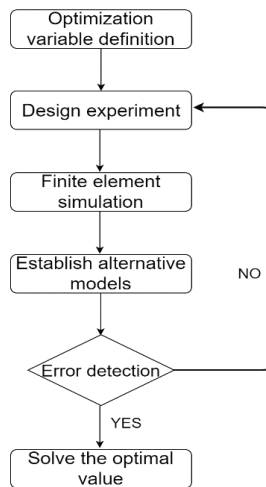 Optimization
variable definition
Design experiment
Finite element
simulation
Establish alternative
models
NO
Error detection
YES
Solve the optimal
value